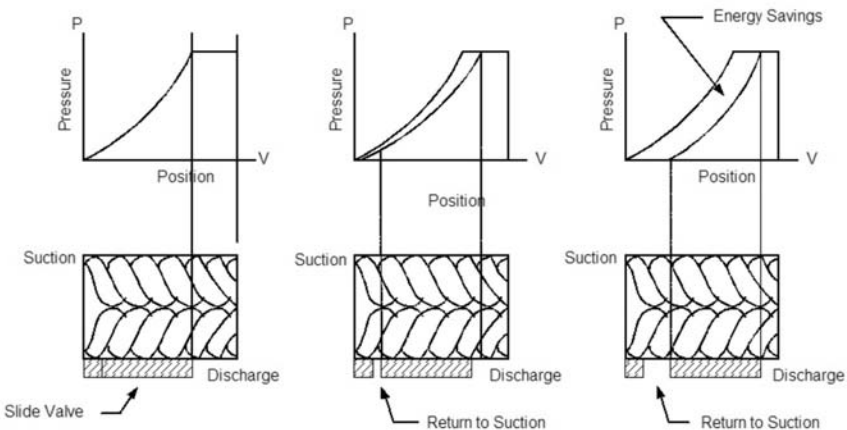 P
Pressure
V
Position
Suction
Discharge
Slide Valve
P
Pressure
V
Position
Suction
Discharge
Return to Suction
Energy Savings
P
Pressure
V
Position
Suction
Discharge
Return to Suction